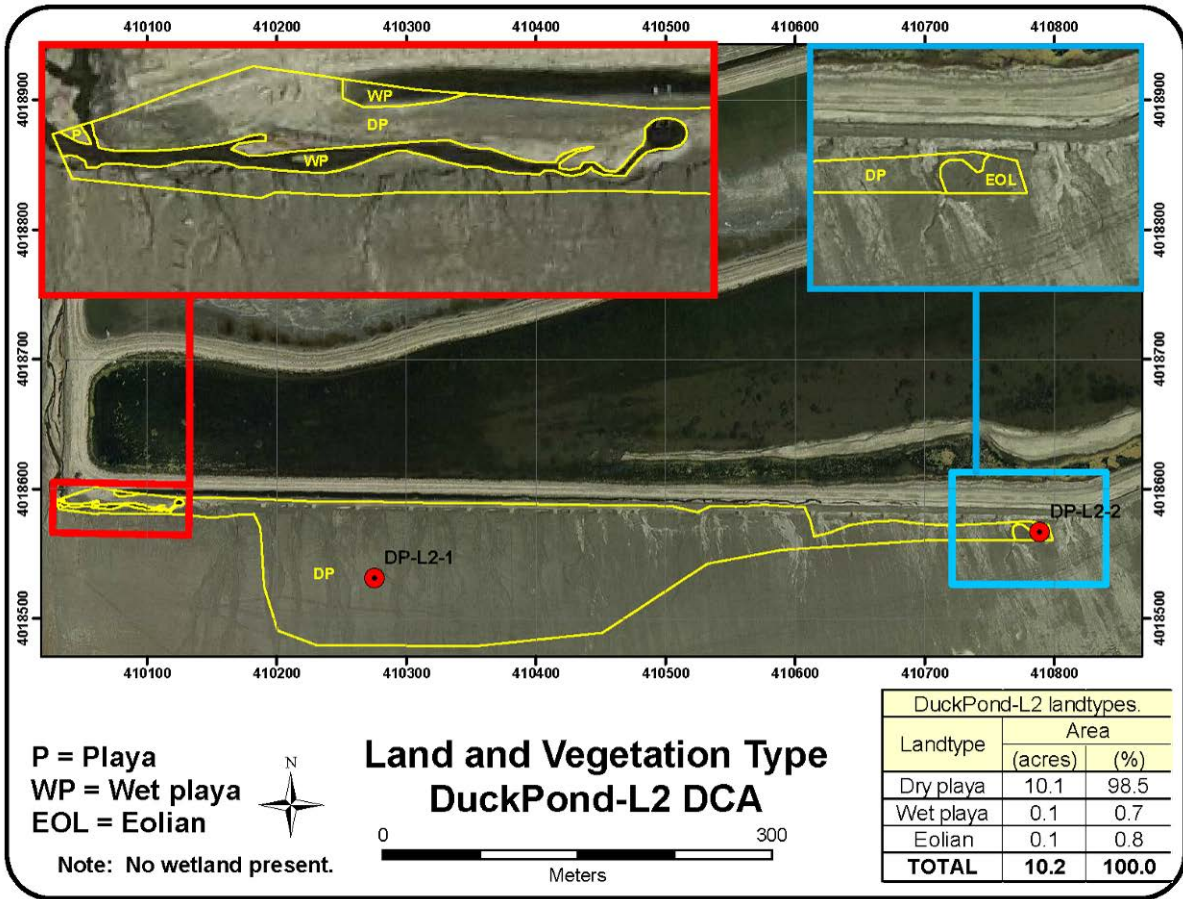 410100 410200 410300 410400 410500 410600 410700 410800
4018900
4018800
4018700
4018600
4018500
4018900
4018800
4018700
4018600
4018500
WP
DP
P
WP
DP
EOL
DP-L2-2
DP-L2-1
DP
410100 410200 410300 410400 410500 410600 410700 410800
P = Playa
WP = Wet playa
EOL = Eolian
Note: No wetland present.
N
Land and Vegetation Type
DuckPond-L2 DCA
0 300
Meters
DuckPond-L2 landtypes.
Landtype Area
(acres) (%)
Dry playa 10.1 98.5
Wet playa 0.1 0.7
Eolian 0.1 0.8
TOTAL 10.2 100.0